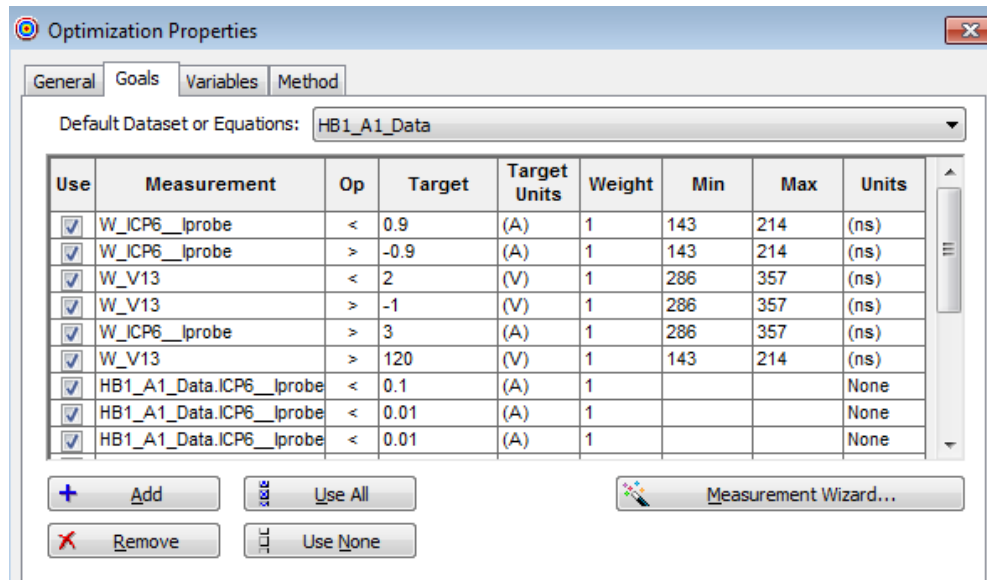 Optimization Properties
General Goals Variables Method
Default Dataset or Equations: HB1_A1_Data
Use Measurement Op Target Target Units Weight Min Max Units
W_ICP6__Iprobe < 0.9 (A) 1 143 214 (ns)
W_ICP6__Iprobe > -0.9 (A) 1 143 214 (ns)
W_V13 < 2 (V) 1 286 357 (ns)
W_V13 > -1 (V) 1 286 357 (ns)
W_ICP6__Iprobe > 3 (A) 1 286 357 (ns)
W_V13 > 120 (V) 1 143 214 (ns)
HB1_A1_Data.ICP6__Iprobe < 0.1 (A) 1 None
HB1_A1_Data.ICP6__Iprobe < 0.01 (A) 1 None
HB1_A1_Data.ICP6__Iprobe < 0.01 (A) 1 None
Add Use All Measurement Wizard...
Remove Use None